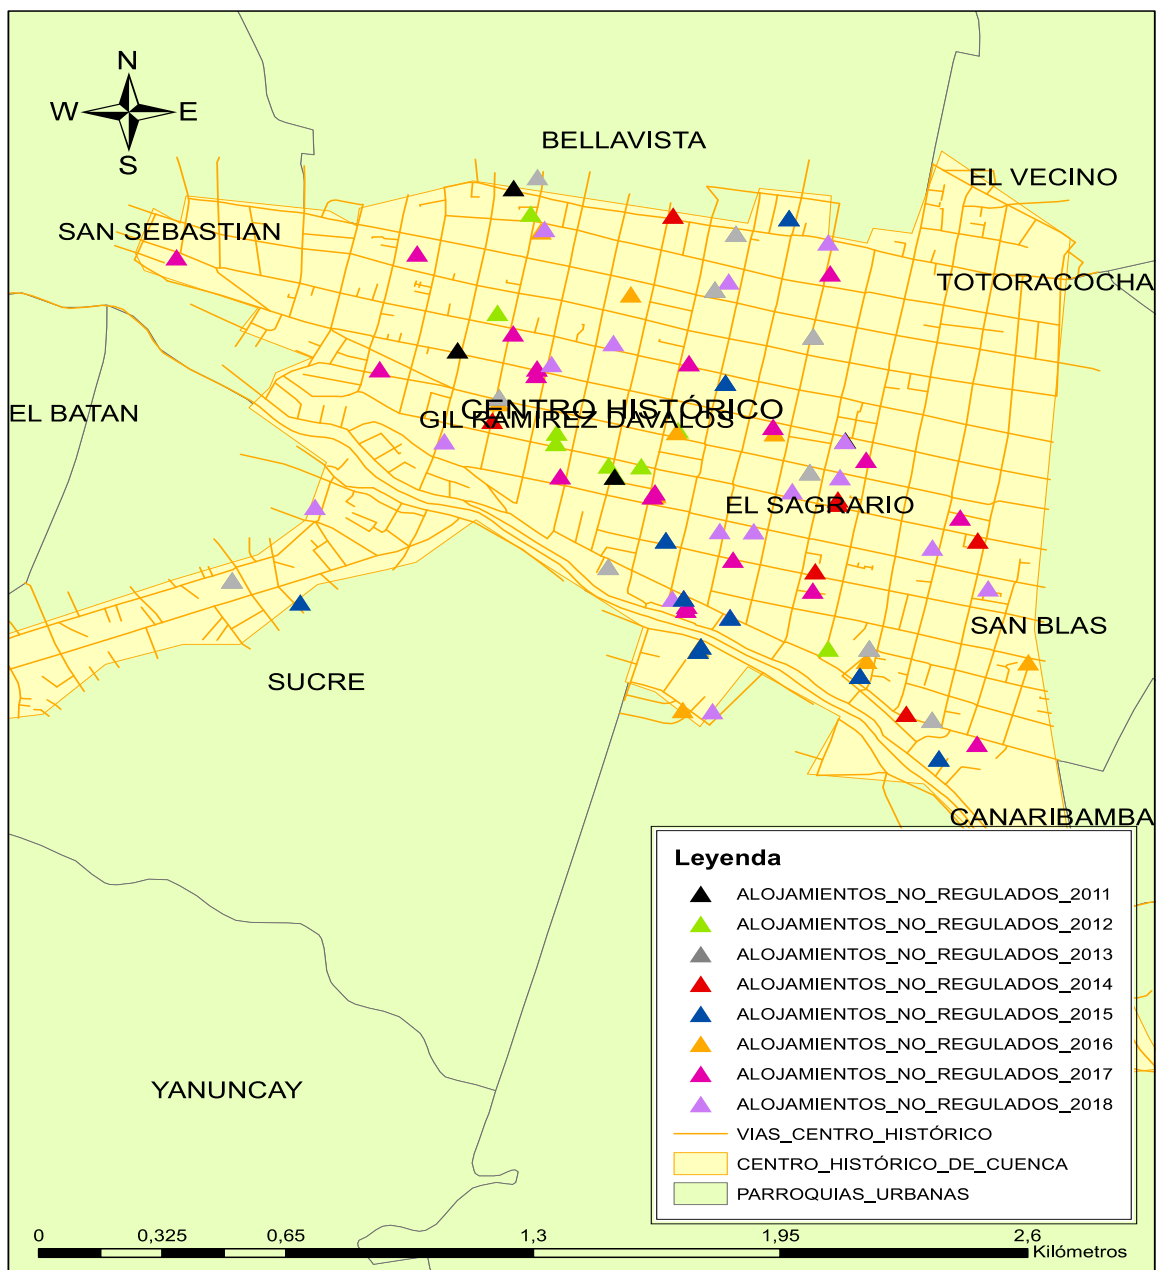 N
W E
S
BELLAVISTA
EL VECINO
SAN SEBASTIAN
TOTORACOCHA
EL BATAN
CENTRO HISTÓRICO
GIL RAMIREZ DAVALOS
EL SAGRARIO
SAN BLAS
SUCRE
CANARIBAMBA
YANUNCAY
Leyenda
ALOJAMIENTOS_NO_REGULADOS_2011
ALOJAMIENTOS_NO_REGULADOS_2012
ALOJAMIENTOS_NO_REGULADOS_2013
ALOJAMIENTOS_NO_REGULADOS_2014
ALOJAMIENTOS_NO_REGULADOS_2015
ALOJAMIENTOS_NO_REGULADOS_2016
ALOJAMIENTOS_NO_REGULADOS_2017
ALOJAMIENTOS_NO_REGULADOS_2018
VIAS_CENTRO_HISTÓRICO
CENTRO_HISTÓRICO_DE_CUENCA
PARROQUIAS_URBANAS
0 0,325 0,65 1,3 1,95 2,6
Kilómetros